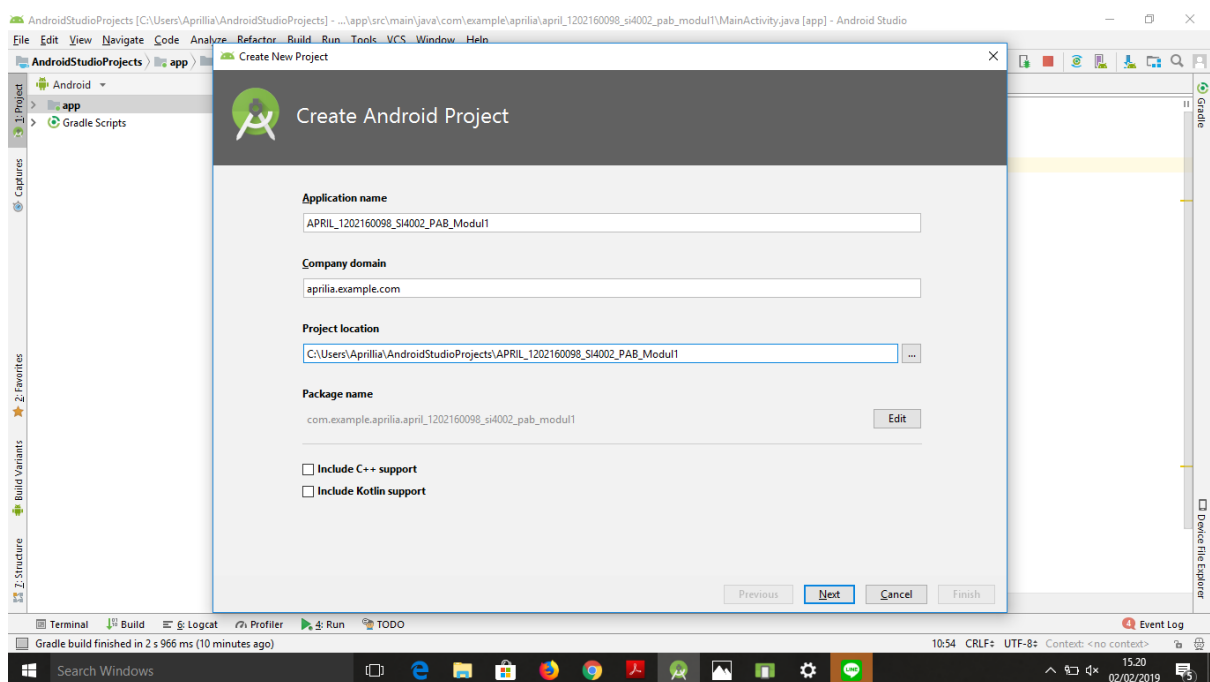 AndroidStudioProjects [C:\Users\Aprillia\AndroidStudioProjects] - ...\app\src\main\java\com\example\aprilia\april_1202160098_si4002_pab_modul1\MainActivity.java [app] - Android Studio
File Edit View Navigate Code Analyze Refactor Build Run Tools VCS Window Help
AndroidStudioProjects app
Create New Project
1: Project
Android
app
Gradle Scripts
Captures
2: Favorites
Build Variants
7: Structure
Create Android Project
Application name
APRIL_1202160098_SI4002_PAB_Modul1
Company domain
aprilia.example.com
Project location
C:\Users\Aprillia\AndroidStudioProjects\APRIL_1202160098_SI4002_PAB_Modul1
...
Package name
com.example.aprilia.april_1202160098_si4002_pab_modul1
Edit
Include C++ support
Include Kotlin support
Previous Next Cancel Finish
Gradle
Device File Explorer
Terminal Build 6: Logcat Profiler 4: Run TODO
4 Event Log
Gradle build finished in 2 s 966 ms (10 minutes ago)
10:54 CRLF UTF-8 Context: <no context>
Search Windows
LINE
15.20
02/02/2019
5